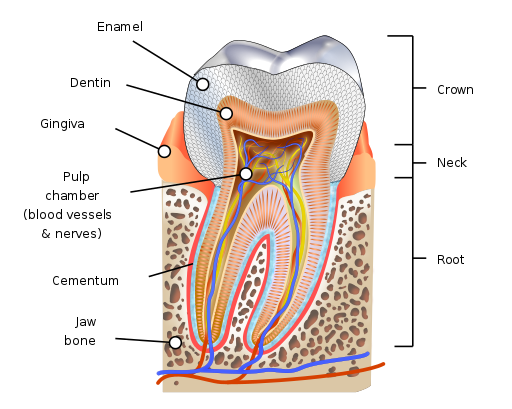 Enamel
Dentin
Gingiva
Pulp
chamber
(blood vessels
& nerves)
Cementum
Jaw
bone
Crown
Neck
Root